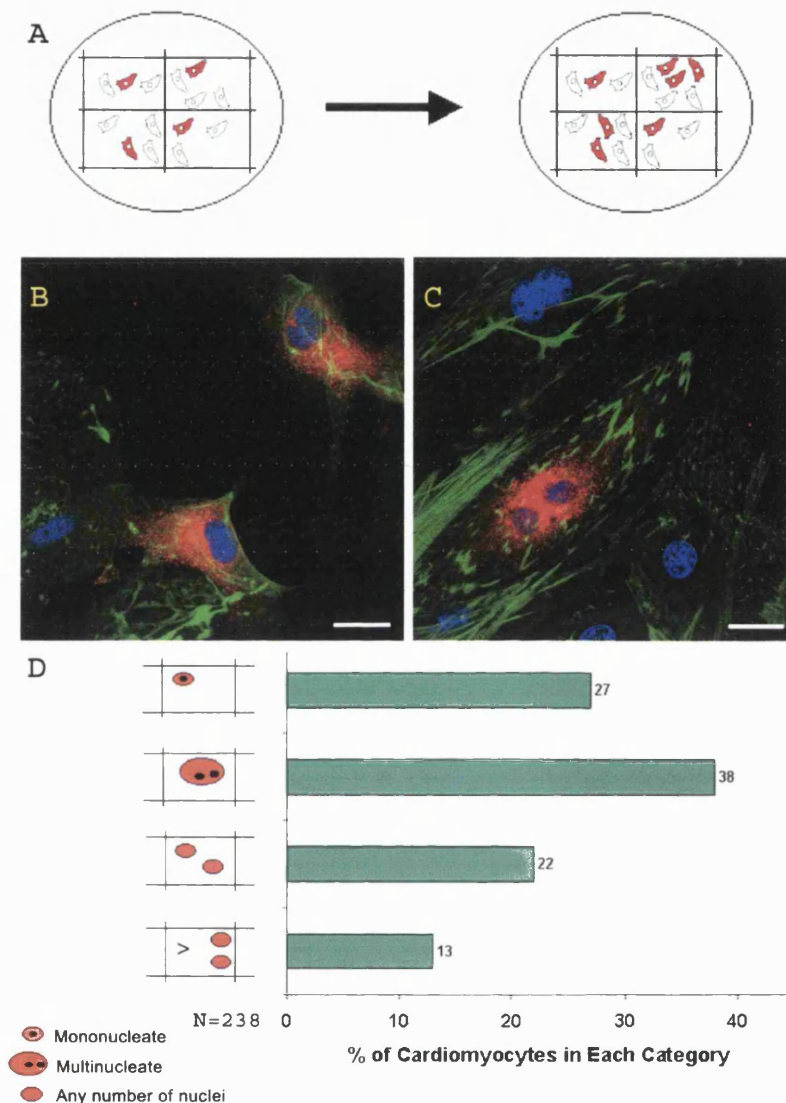 A
B
C
D
27
38
22
>
13
N=238
0
10
20
30
40
% of Cardiomyocytes in Each Category
Mononucleate
Multinucleate
Any number of nuclei